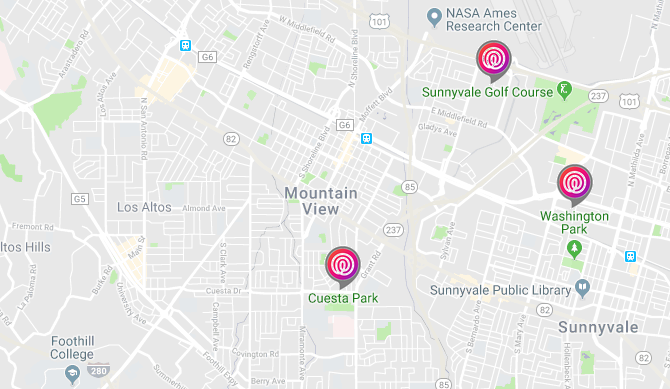 NASA Ames
Research Center
W Middlefield Rd
101
Arastradero Rd
Rengstorff Ave
N Shoreline Blvd
G6
Los Altos Ave
N San Antonio Rd
Moffett Blvd
Sunnyvale Golf Course
237
101
E Middlefield Rd
G6
Gladys Ave
S Shoreline Blvd
82
82
N Mathilda Ave
Mountain
View
85
G5
Los Altos
Almond Ave
Washington
Park
Fremont Rd
Main St
237
Sylvan Ave
ltos Hills
S Clark Ave
Grant Rd
La Paloma Rd
Burke Rd
Cuesta Dr
Cuesta Park
Sunnyvale Public Library
University Ave
Campbell Ave
Miramonte Ave
S Bernardo Ave
S Mary Ave
Sunnyvale
Foothill
College
Covington Rd
Foothill Expy
Hollenbeck
280
Summerhill
Berry Ave
85
82